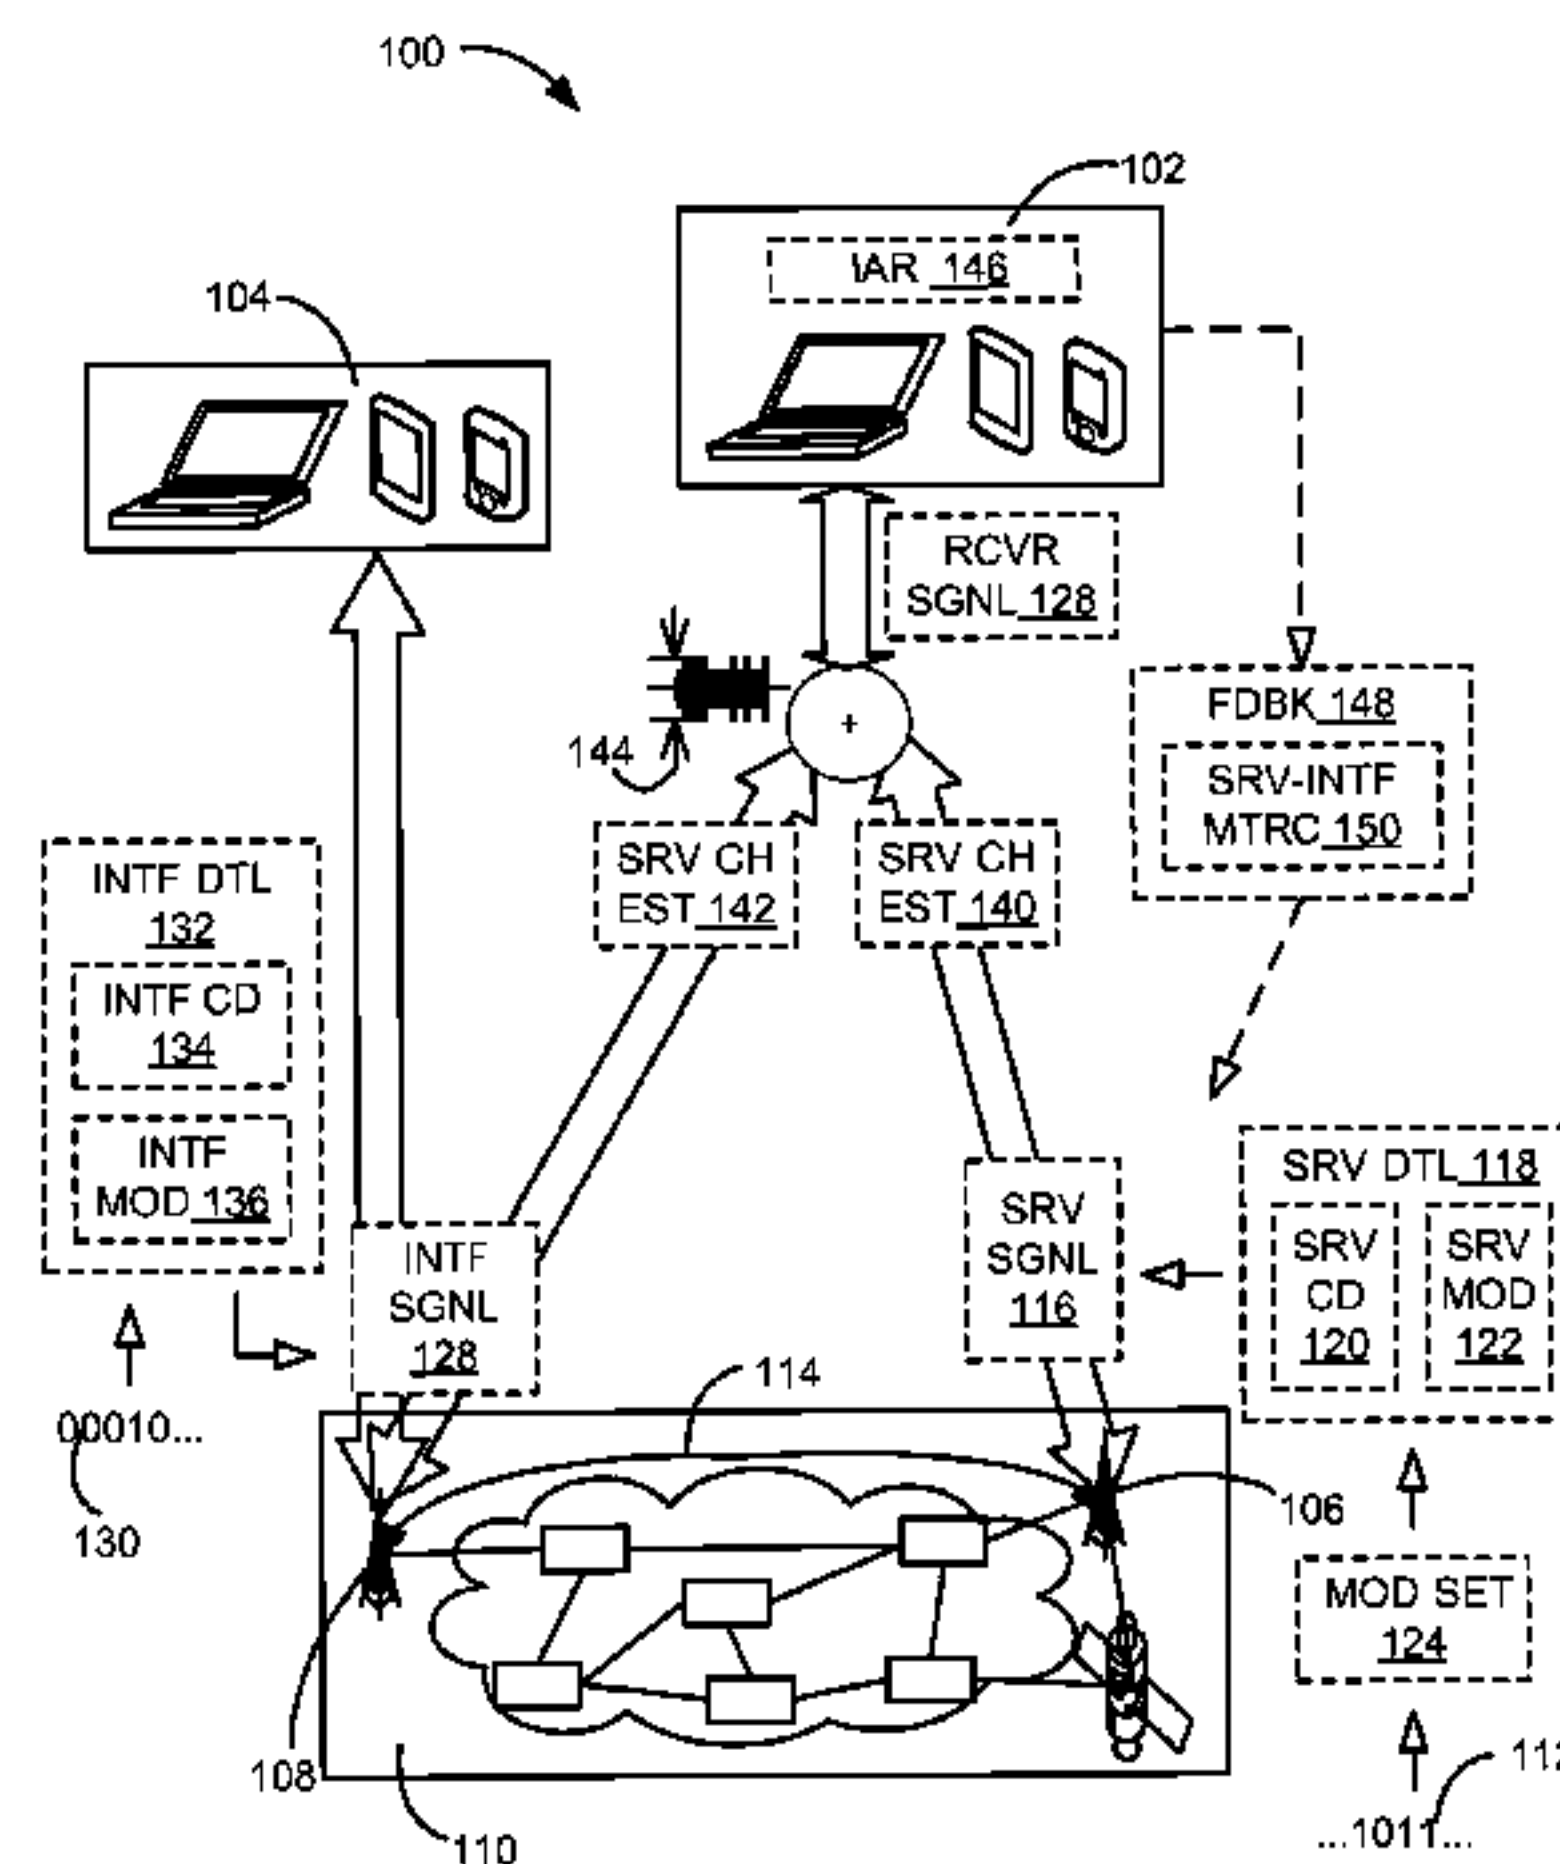 100
102
IAR 146
104
RCVR
SGNL 128
144
FDBK 148
SRV-INTF
MTRC 150
SRV CH
EST 142
SRV CH
EST 140
INTF DTL
132
INTF CD
134
INTF
MOD 136
SRV DTL 118
SRV
CD
120
SRV
MOD
122
SRV
SGNL
116
INTF
SGNL
128
114
00010...
130
106
MOD SET
124
108
110
...1011...